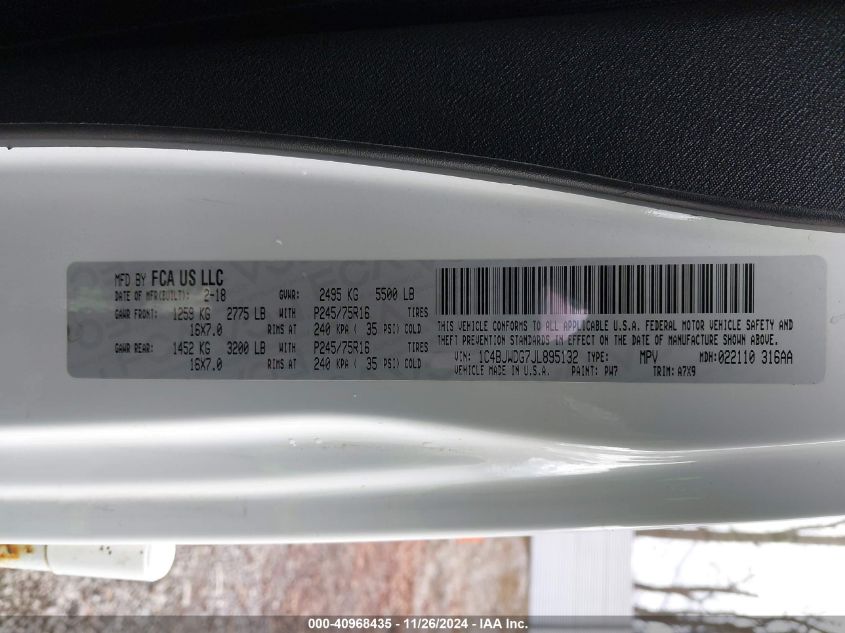 MFD BY FCA US LLC
DATE OF MFR(BUILT): 2-18 GVWR: 2495 KG 5500 LB
GAWR FRONT: 1259 KG 2775 LB WITH P245/75R16 TIRES
16X7.0 RIMS AT 240 KPA ( 35 PSI) COLD
GAWR REAR: 1452 KG 3200 LB WITH P245/75R16 TIRES
16X7.0 RIMS AT 240 KPA ( 35 PSI) COLD
THIS VEHICLE CONFORMS TO ALL APPLICABLE U.S.A. FEDERAL MOTOR VEHICLE SAFETY AND
THEFT PREVENTION STANDARDS IN EFFECT ON THE DATE OF MANUFACTURE SHOWN ABOVE.
VIN: 1C4BJWDG7JL895132 TYPE: MPV MDH:022110 316AA
VEHICLE MADE IN U.S.A. PAINT: PW7 TRIM: A7X9
000-40968435 - 11/26/2024 - IAA Inc.